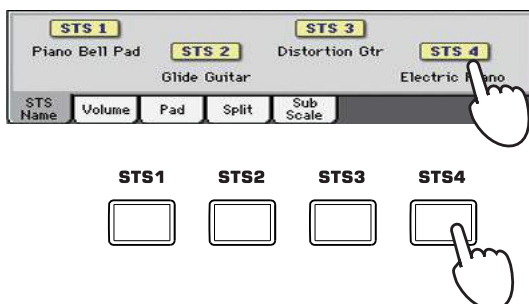 STS 1
STS 3
Piano Bell Pad
STS 2
Distortion Gtr
STS 4
Glide Guitar
Electric Piano
STS Name
Volume
Pad
Split
Sub Scale
STS1 STS2 STS3 STS4